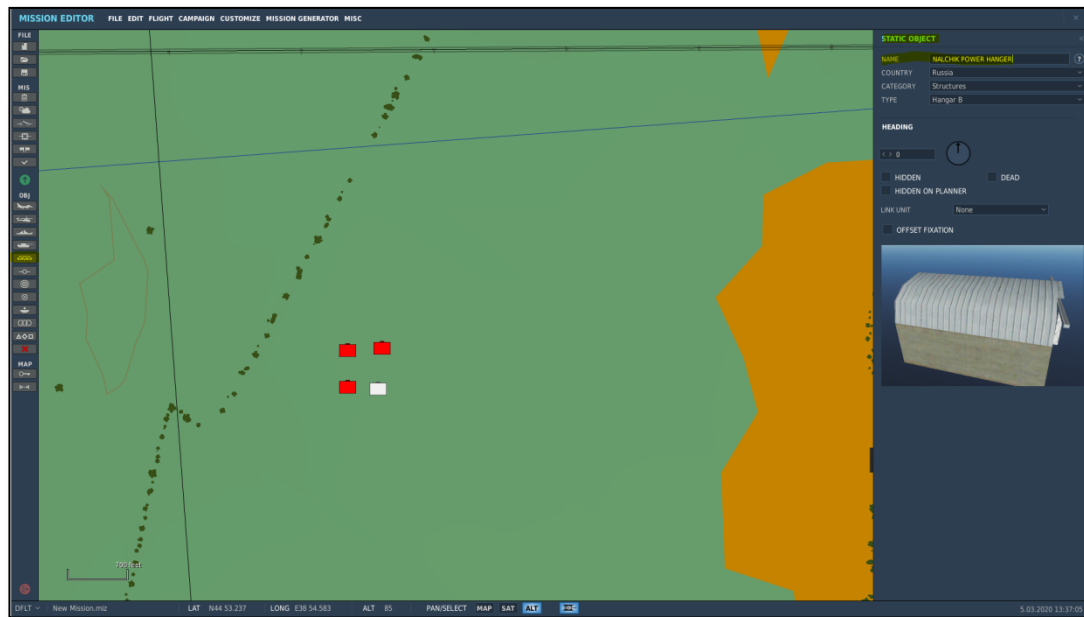 MISSION EDITOR FILE EDIT FLIGHT CAMPAIGN CUSTOMIZE MISSION GENERATOR MISC
FILE
MIS
OBJ
MAP
STATIC OBJECT
NAME NALCHIK POWER HANGER
?
COUNTRY Russia
CATEGORY Structures
TYPE Hangar B
HEADING
< > 0
HIDDEN DEAD
HIDDEN ON PLANNER
LINK UNIT None
OFFSET FIXATION
700 feet
DFLT New Mission.miz LAT N44 53.237 LONG E38 54.583 ALT 85 PAN/SELECT MAP SAT ALT 5.03.2020 13:37:05